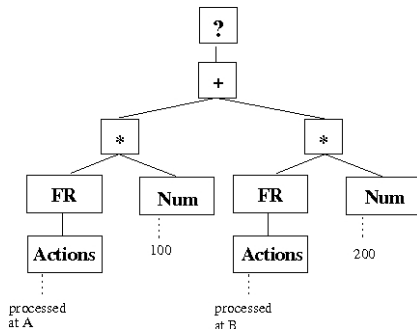 ?
+
* *
FR Num FR Num
Actions 100 Actions 200
processed
at A
processed
at B